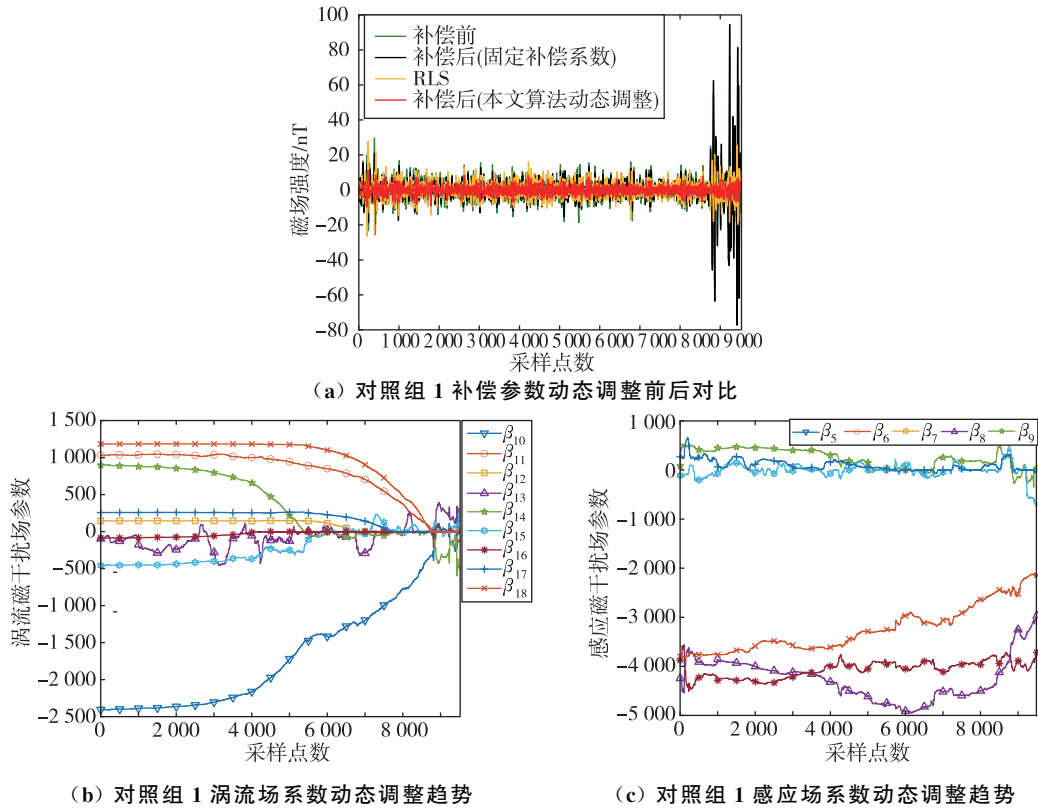 100
80
60
40
20
0
−20
−40
−60
−80
磁场强度/nT
补偿前
补偿后(固定补偿系数)
RLS
补偿后(本文算法动态调整)
0 1 000 2 000 3 000 4 000 5 000 6 000 7 000 8 000 9 000
采样点数
(a) 对照组 1 补偿参数动态调整前后对比
1 500
1 000
500
0
−500
−1 000
−1 500
−2 000
−2 500
涡流磁干扰场参数
β10
β11
β12
β13
β14
β15
β16
β17
β18
0 2 000 4 000 6 000 8 000
采样点数
(b) 对照组 1 涡流场系数动态调整趋势
1 000
0
−1 000
−2 000
−3 000
−4 000
−5 000
感应磁干扰场参数
β5 β6 β7 β8 β9
0 2 000 4 000 6 000 8 000
采样点数
(c) 对照组 1 感应场系数动态调整趋势